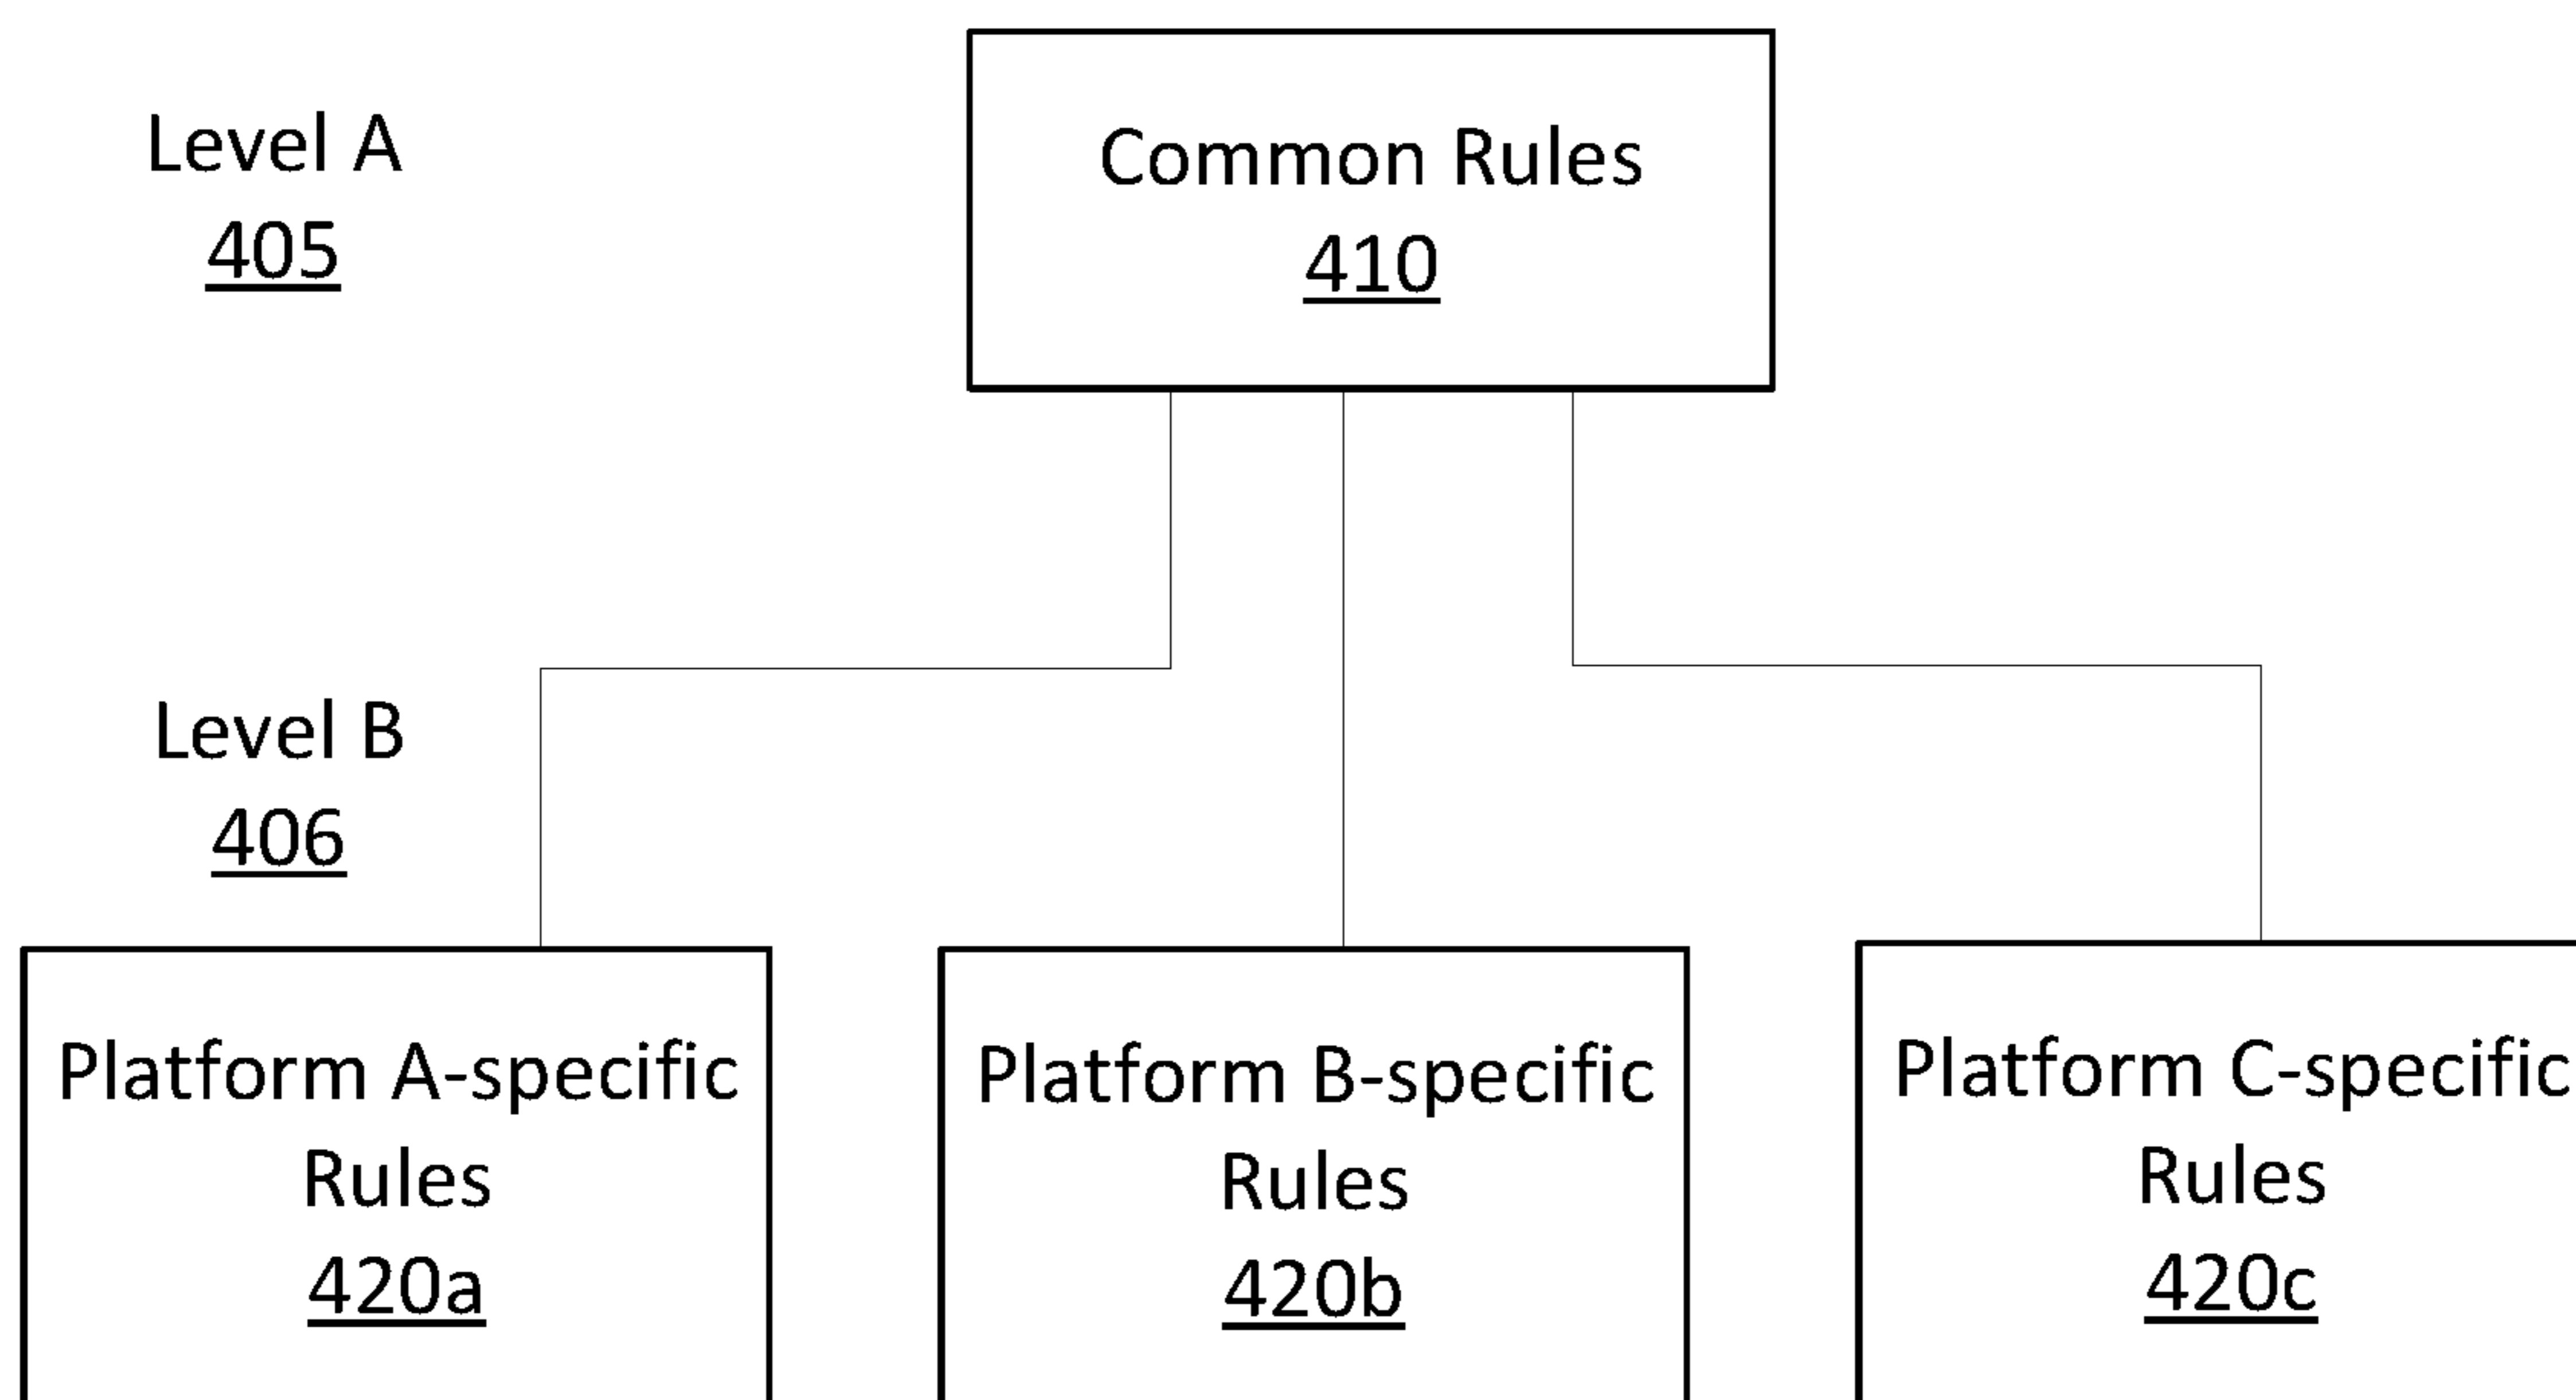 Level A
405
Common Rules
410
Level B
406
Platform A-specific
Rules
420a
Platform B-specific
Rules
420b
Platform C-specific
Rules
420c